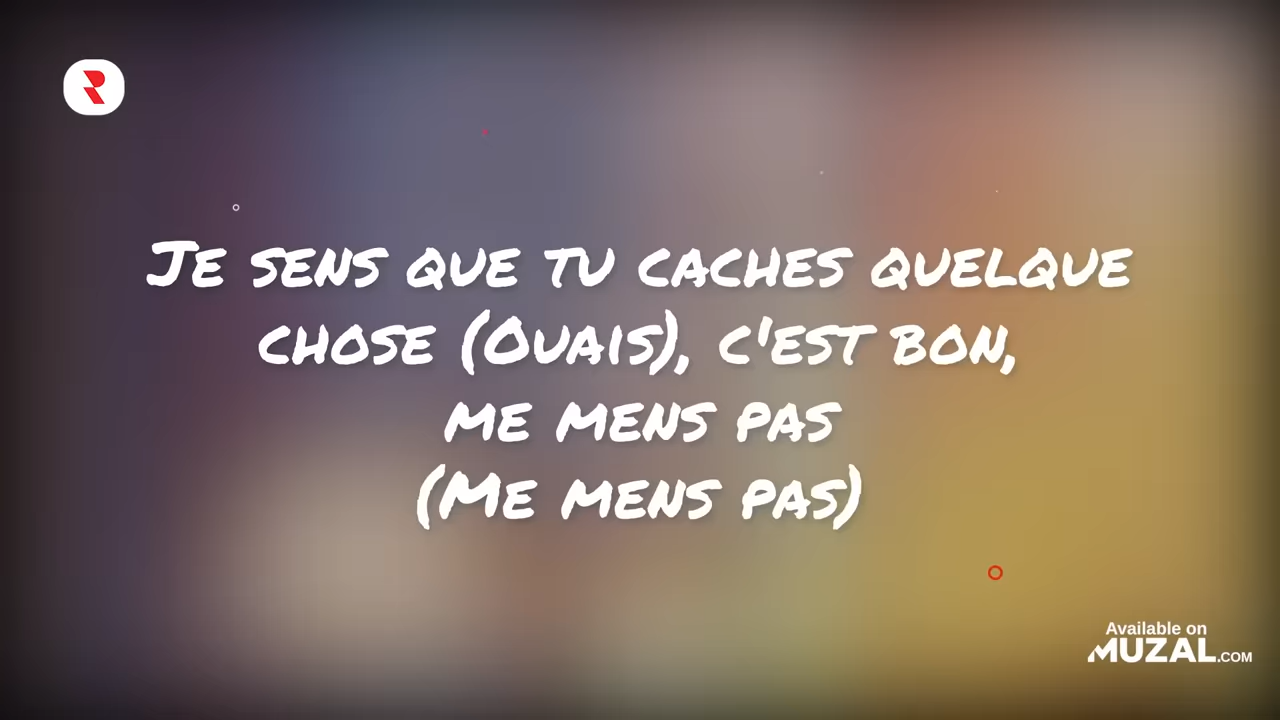 Je sens que tu caches quelque
chose (Ouais), c'est bon,
me mens pas
(Me mens pas)
Available on
MUZAL.COM